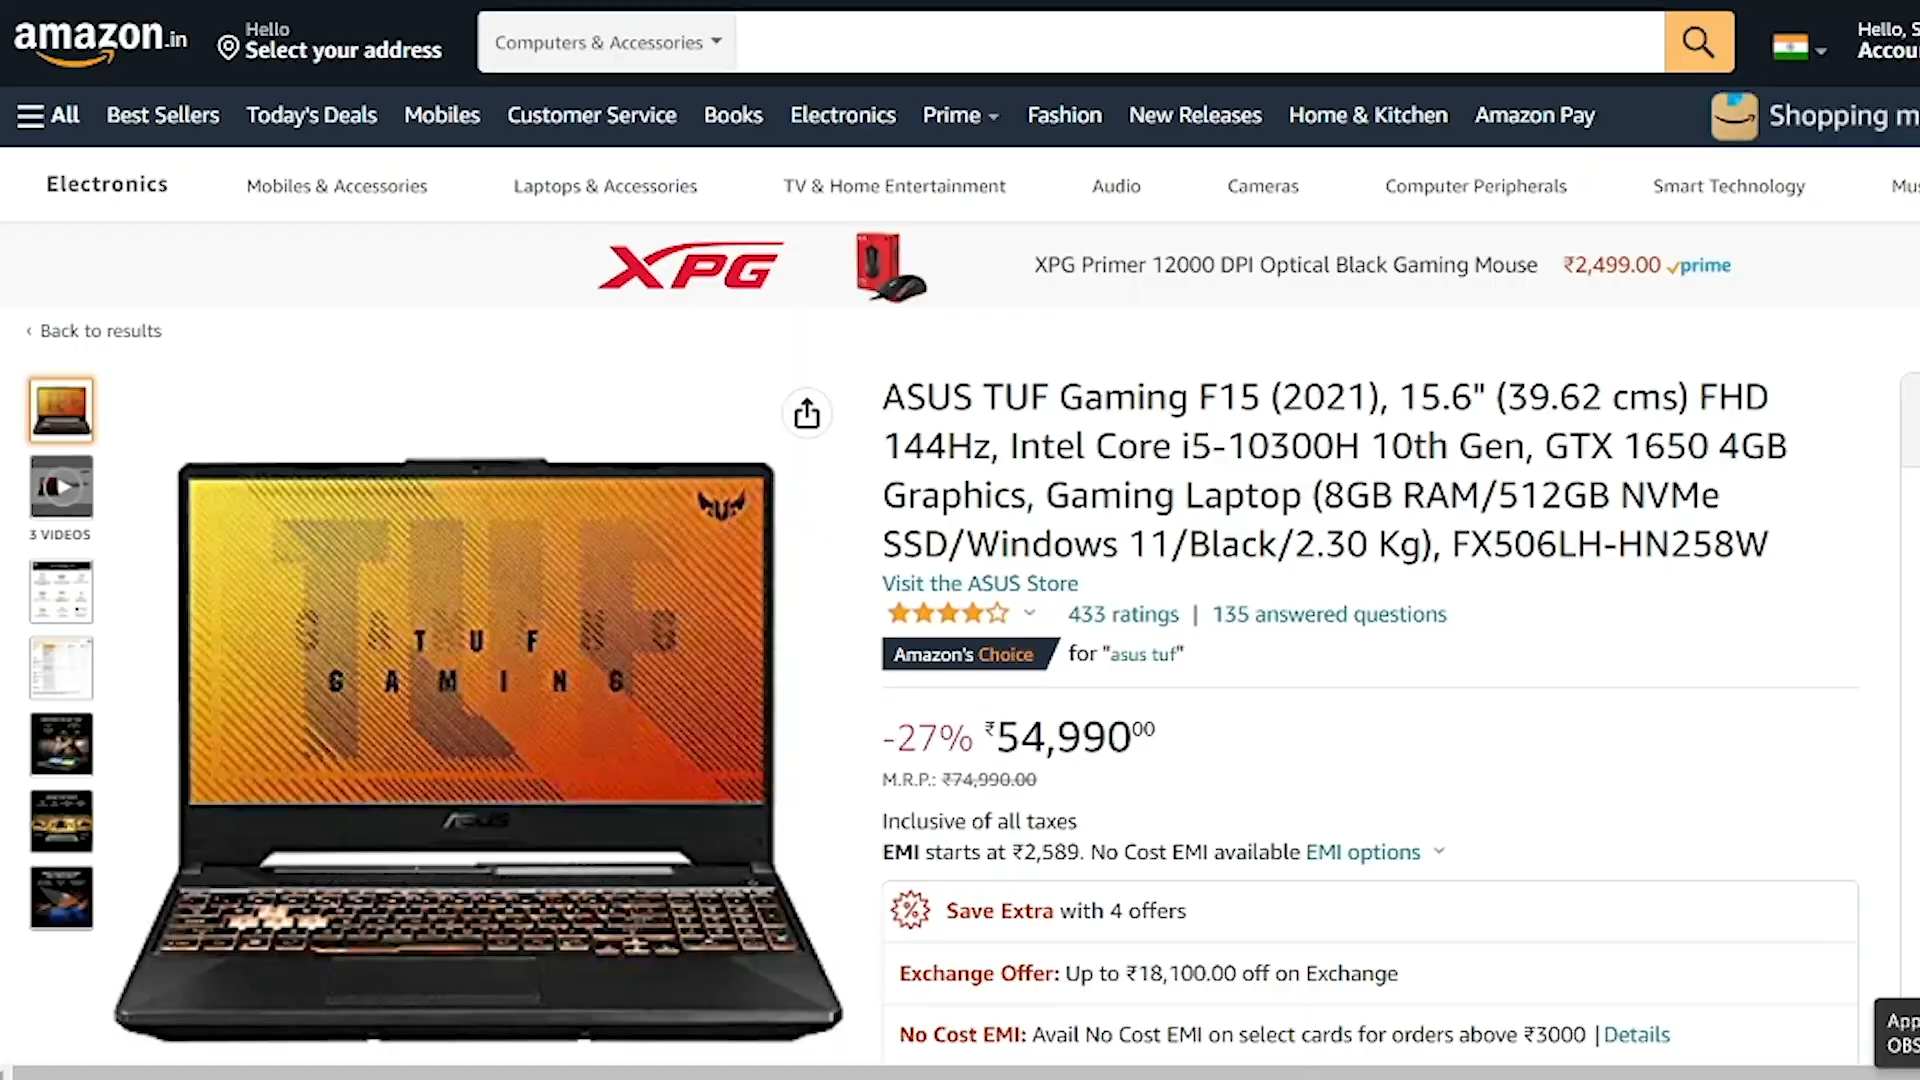 amazon.in
Hello
Select your address
Computers & Accessories
Hello, S
Accou
All Best Sellers Today's Deals Mobiles Customer Service Books Electronics Prime Fashion New Releases Home & Kitchen Amazon Pay
Shopping m
Electronics Mobiles & Accessories Laptops & Accessories TV & Home Entertainment Audio Cameras Computer Peripherals Smart Technology Mus
XPG
XPG Primer 12000 DPI Optical Black Gaming Mouse ₹2,499.00 prime
‹ Back to results
3 VIDEOS
TUF
TUF
GAMING
ASUS
ASUS TUF Gaming F15 (2021), 15.6" (39.62 cms) FHD
144Hz, Intel Core i5-10300H 10th Gen, GTX 1650 4GB
Graphics, Gaming Laptop (8GB RAM/512GB NVMe
SSD/Windows 11/Black/2.30 Kg), FX506LH-HN258W
Visit the ASUS Store
433 ratings | 135 answered questions
Amazon's Choice for "asus tuf"
-27% ₹54,99000
M.R.P.: ₹74,990.00
Inclusive of all taxes
EMI starts at ₹2,589. No Cost EMI available EMI options
Save Extra with 4 offers
Exchange Offer: Up to ₹18,100.00 off on Exchange
No Cost EMI: Avail No Cost EMI on select cards for orders above ₹3000 | Details
App
OBS